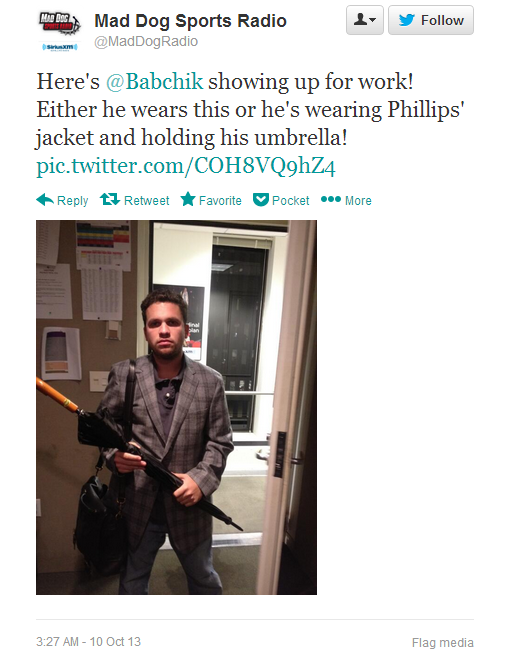 MAD DOG
SPORTS RADIO
((SiriusXM))
Mad Dog Sports Radio
@MadDogRadio
Follow
Here's @Babchik showing up for work!
Either he wears this or he's wearing Phillips'
jacket and holding his umbrella!
pic.twitter.com/COH8VQ9hZ4
Reply Retweet Favorite Pocket More
3:27 AM - 10 Oct 13
Flag media